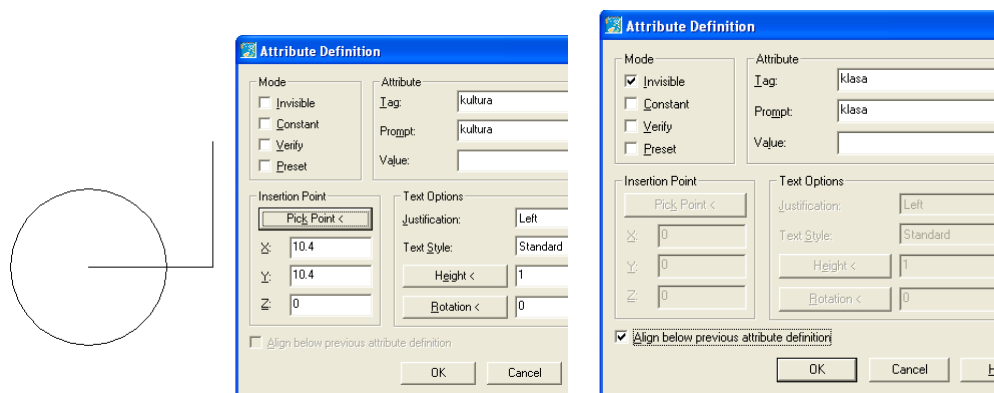 Attribute Definition
Mode
Invisible
Constant
Verify
Preset
Attribute
Tag: kultura
Prompt: kultura
Value:
Insertion Point
Pick Point <
X: 10.4
Y: 10.4
Z: 0
Text Options
Justification: Left
Text Style: Standard
Height < 1
Rotation < 0
Align below previous attribute definition
OK Cancel
Attribute Definition
Mode
Invisible
Constant
Verify
Preset
Attribute
Tag: klasa
Prompt: klasa
Value:
Insertion Point
Pick Point <
X: 0
Y: 0
Z: 0
Text Options
Justification: Left
Text Style: Standard
Height < 1
Rotation < 0
Align below previous attribute definition
OK Cancel H